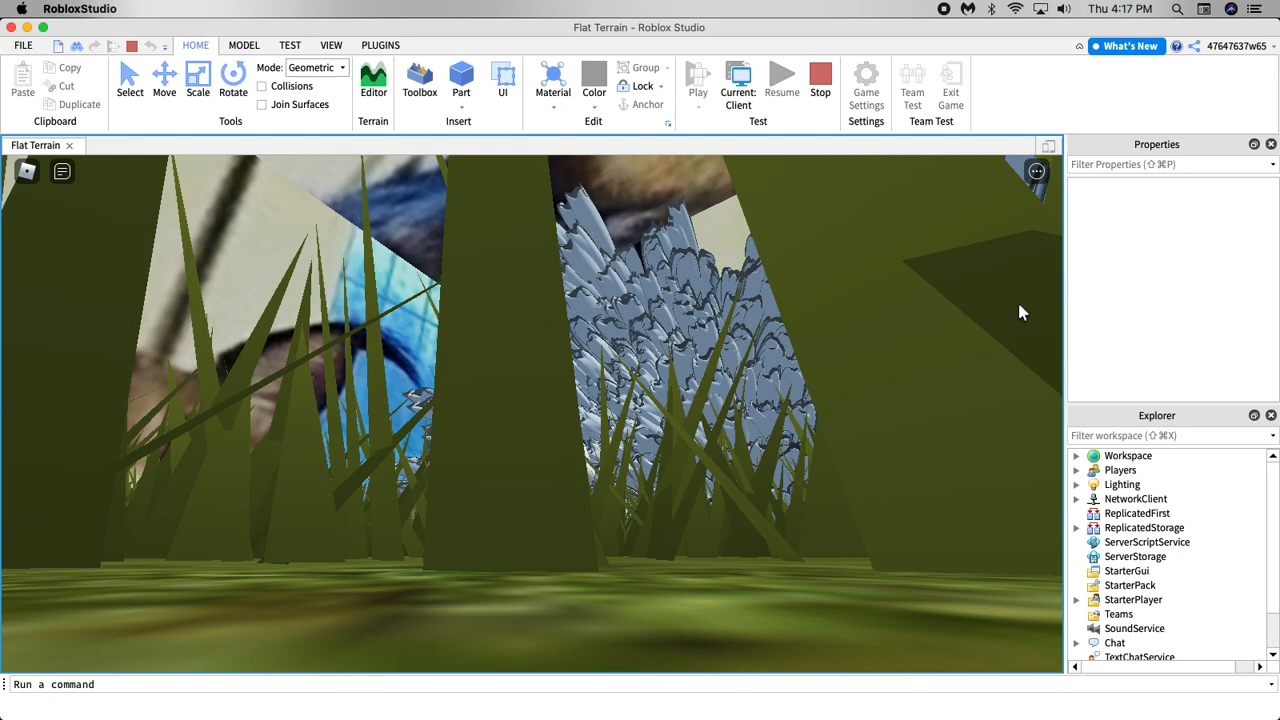 RobloxStudio
Thu 4:17 PM
Flat Terrain - RobloxStudio
FILE HOME MODEL TEST VIEW PLUGINS What's New 47647637w65
Paste Copy Cut Duplicate
Clipboard
Select Move Scale Rotate
Mode: Geometric
Collisions
Join Surfaces
Tools
Editor
Terrain
Toolbox Part UI
Insert
Material Color Group Lock Anchor
Edit
Play Current: Client Resume Stop
Test
Game Settings
Settings
Team Test Exit Game
Team Test
Flat Terrain
Properties
Filter Properties (⇧⌘P)
Explorer
Filter workspace (⇧⌘X)
Workspace
Players
Lighting
NetworkClient
ReplicatedFirst
ReplicatedStorage
ServerScriptService
ServerStorage
StarterGui
StarterPack
StarterPlayer
Teams
SoundService
Chat
TextChatService
Run a command